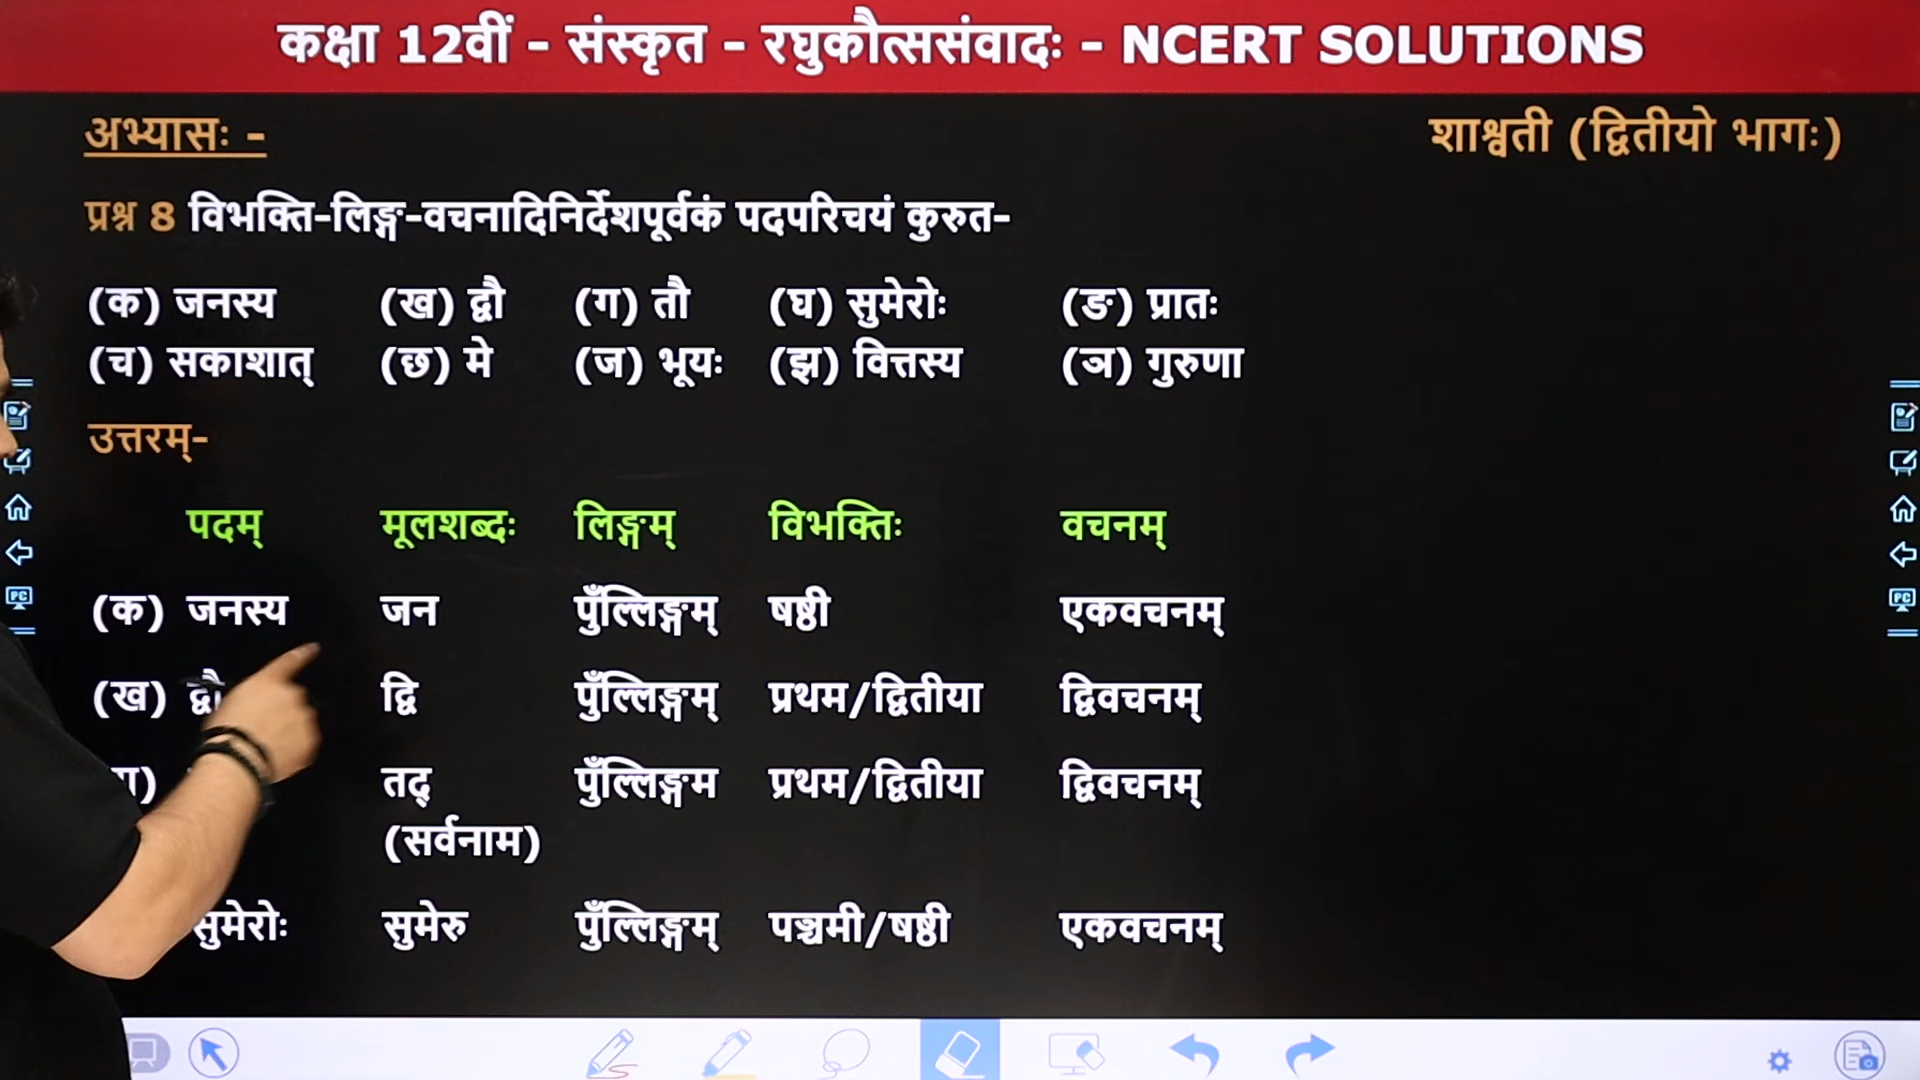 कक्षा 12वीं - संस्कृत - रघुकौत्ससंवादः - NCERT SOLUTIONS
अभ्यासः - शाश्वती (द्वितीयो भागः)
प्रश्न 8 विभक्ति-लिङ्ग-वचनादिनिर्देशपूर्वकं पदपरिचयं कुरुत-
(क) जनस्य (ख) द्वौ (ग) तौ (घ) सुमेरोः (ङ) प्रातः
(च) सकाशात् (छ) मे (ज) भूयः (झ) वित्तस्य (ञ) गुरुणा
उत्तरम्-
पदम् मूलशब्दः लिङ्गम् विभक्तिः वचनम्
(क) जनस्य जन पुँल्लिङ्गम् षष्ठी एकवचनम्
(ख) द्वौ द्वि पुँल्लिङ्गम् प्रथम/द्वितीया द्विवचनम्
तद् पुँल्लिङ्गम प्रथम/द्वितीया द्विवचनम्
(सर्वनाम)
सुमेरोः सुमेरु पुँल्लिङ्गम् पञ्चमी/षष्ठी एकवचनम्
PC
PC